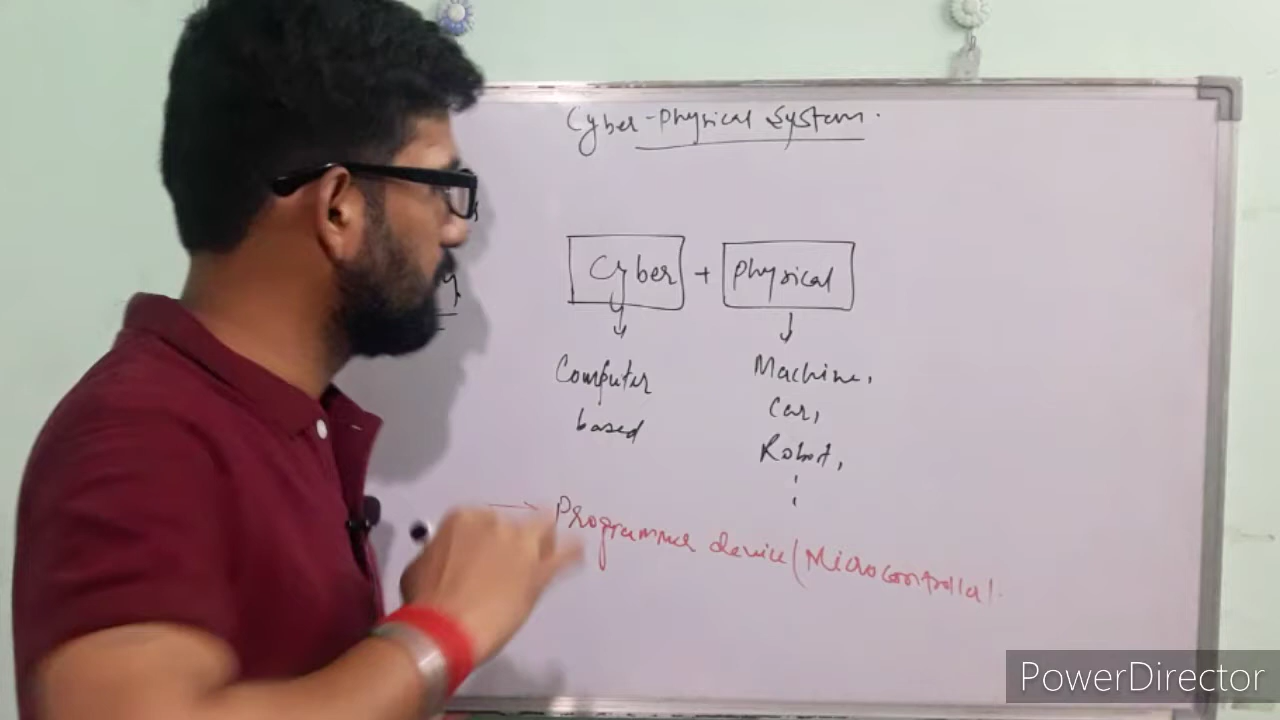 Cyber-Physical System.
Cyber + Physical
Computer based
Machine,
Car,
Robot,
Programmer device (Microcontroller)
PowerDirector